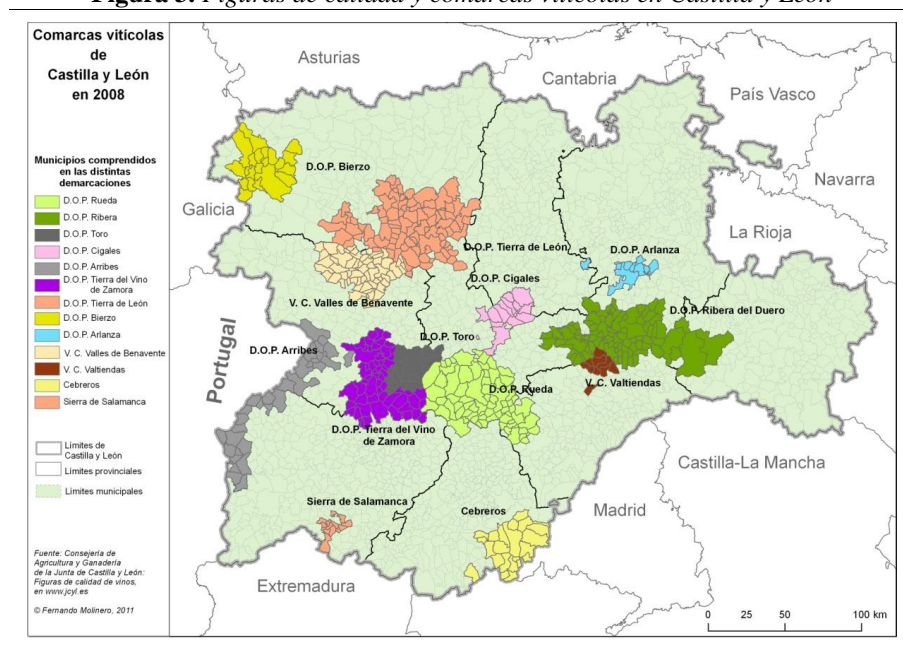 Figura 3. Figuras de calidad y comarcas vitícolas en Castilla y León
Comarcas vitícolas
de
Castilla y León
en 2008
Municipios comprendidos
en las distintas
demarcaciones
D.O.P. Rueda
D.O.P. Ribera
D.O.P. Toro
D.O.P. Cigales
D.O.P. Arribes
D.O.P. Tierra del Vino
de Zamora
D.O.P. Tierra de León
D.O.P. Bierzo
D.O.P. Arlanza
V. C. Valles de Benavente
V. C. Valtiendas
Cebreros
Sierra de Salamanca
Límites de
Castilla y León
Límites provinciales
Límites municipales
Fuente: Consejería de
Agricultura y Ganadería
de la Junta de Castilla y León:
Figuras de calidad de vinos,
en www.jcyl.es
© Fernando Molinero, 2011
Asturias
Cantabria
País Vasco
Navarra
La Rioja
Galicia
Portugal
Castilla-La Mancha
Madrid
Extremadura
D.O.P. Bierzo
D.O.P. Tierra de León
D.O.P. Arlanza
D.O.P. Cigales
V. C. Valles de Benavente
D.O.P. Ribera del Duero
D.O.P. Toro
D.O.P. Arribes
V. C. Valtiendas
D.O.P. Rueda
D.O.P. Tierra del Vino
de Zamora
Sierra de Salamanca
Cebreros
0 25 50 100 km